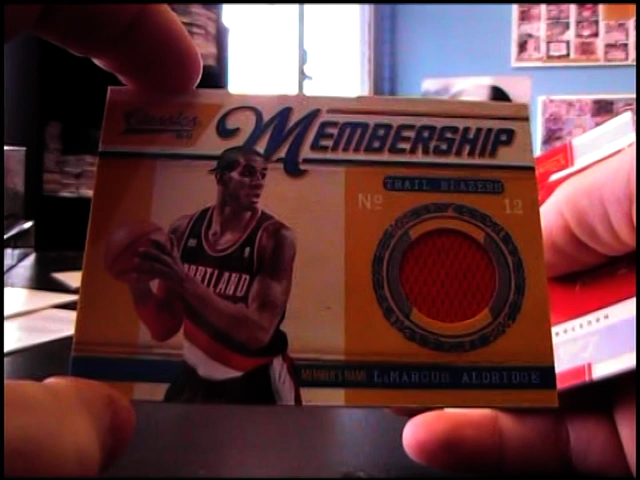 Classics
MEMBERSHIP
TRAIL BLAZERS
Nº 12
PORTLAND
MEMBER'S NAME LAMARCUS ALDRIDGE